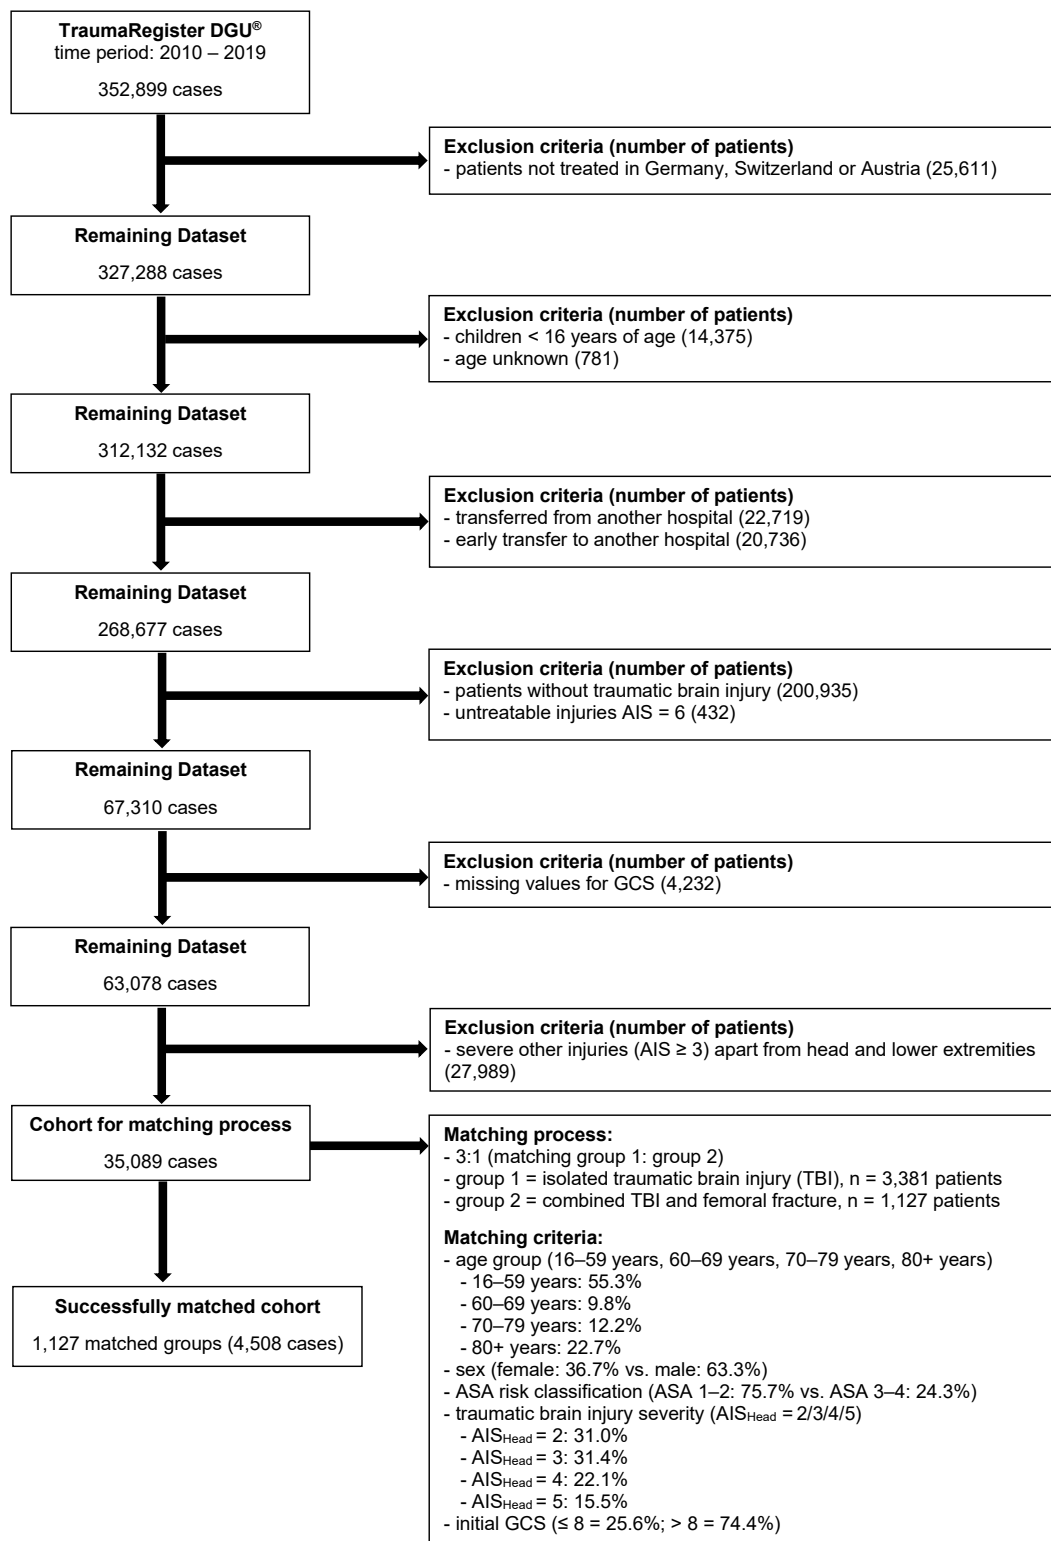 TraumaRegister DGU®
time period: 2010 – 2019
352,899 cases
Exclusion criteria (number of patients)
- patients not treated in Germany, Switzerland or Austria (25,611)
Remaining Dataset
327,288 cases
Exclusion criteria (number of patients)
- children < 16 years of age (14,375)
- age unknown (781)
Remaining Dataset
312,132 cases
Exclusion criteria (number of patients)
- transferred from another hospital (22,719)
- early transfer to another hospital (20,736)
Remaining Dataset
268,677 cases
Exclusion criteria (number of patients)
- patients without traumatic brain injury (200,935)
- untreatable injuries AIS = 6 (432)
Remaining Dataset
67,310 cases
Exclusion criteria (number of patients)
- missing values for GCS (4,232)
Remaining Dataset
63,078 cases
Exclusion criteria (number of patients)
- severe other injuries (AIS ≥ 3) apart from head and lower extremities
(27,989)
Cohort for matching process
35,089 cases
Matching process:
- 3:1 (matching group 1: group 2)
- group 1 = isolated traumatic brain injury (TBI), n = 3,381 patients
- group 2 = combined TBI and femoral fracture, n = 1,127 patients
Matching criteria:
- age group (16–59 years, 60–69 years, 70–79 years, 80+ years)
- 16–59 years: 55.3%
- 60–69 years: 9.8%
- 70–79 years: 12.2%
- 80+ years: 22.7%
- sex (female: 36.7% vs. male: 63.3%)
- ASA risk classification (ASA 1–2: 75.7% vs. ASA 3–4: 24.3%)
- traumatic brain injury severity (AISHead = 2/3/4/5)
- AISHead = 2: 31.0%
- AISHead = 3: 31.4%
- AISHead = 4: 22.1%
- AISHead = 5: 15.5%
- initial GCS (≤ 8 = 25.6%; > 8 = 74.4%)
Successfully matched cohort
1,127 matched groups (4,508 cases)